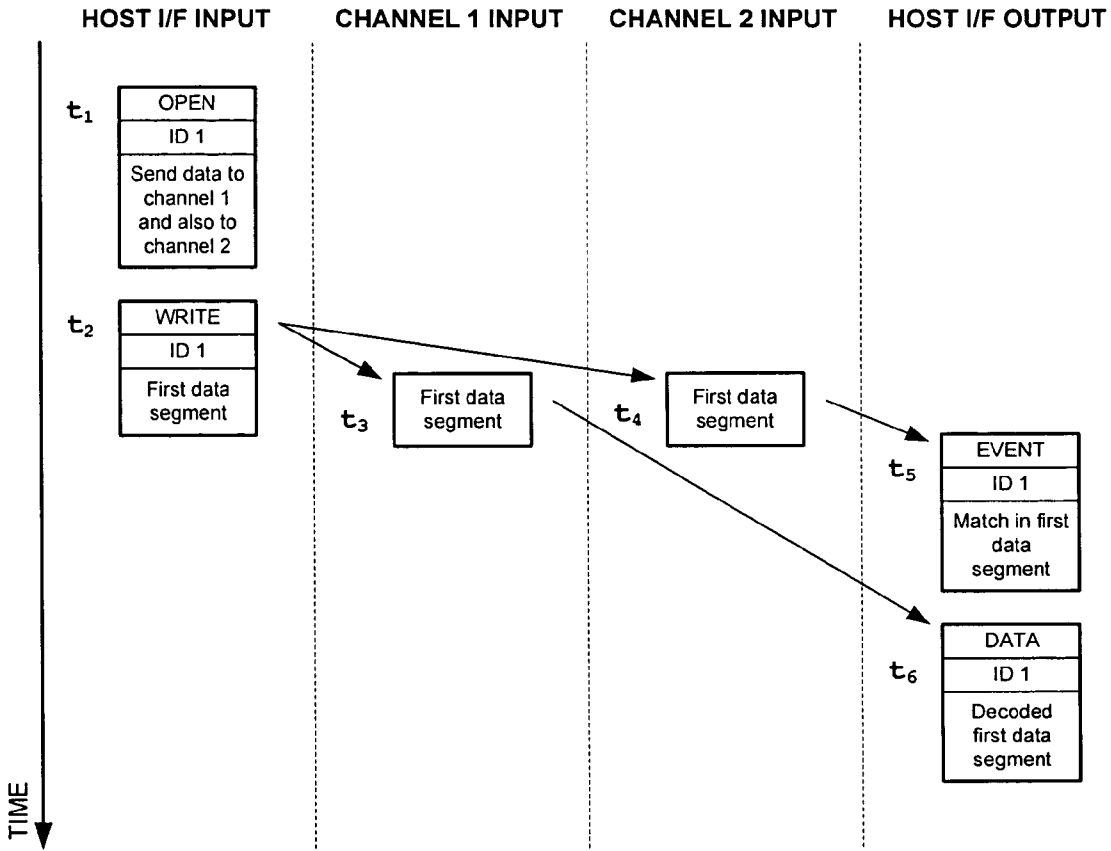 HOST I/F INPUT
CHANNEL 1 INPUT
CHANNEL 2 INPUT
HOST I/F OUTPUT
t₁
OPEN
ID 1
Send data to
channel 1
and also to
channel 2
t₂
WRITE
ID 1
First data
segment
t₃
First data
segment
t₄
First data
segment
t₅
EVENT
ID 1
Match in first
data
segment
t₆
DATA
ID 1
Decoded
first data
segment
TIME